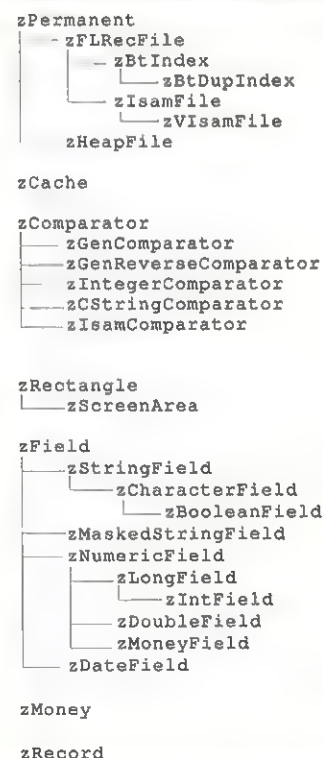 zPermanent
zFLRecFile
zBtIndex
zBtDupIndex
zIsamFile
zVIsamFile
zHeapFile
zCache
zComparator
zGenComparator
zGenReverseComparator
zIntegerComparator
zCStringComparator
zIsamComparator
zRectangle
zScreenArea
zField
zStringField
zCharacterField
zBooleanField
zMaskedStringField
zNumericField
zLongField
zIntField
zDoubleField
zMoneyField
zDateField
zMoney
zRecord